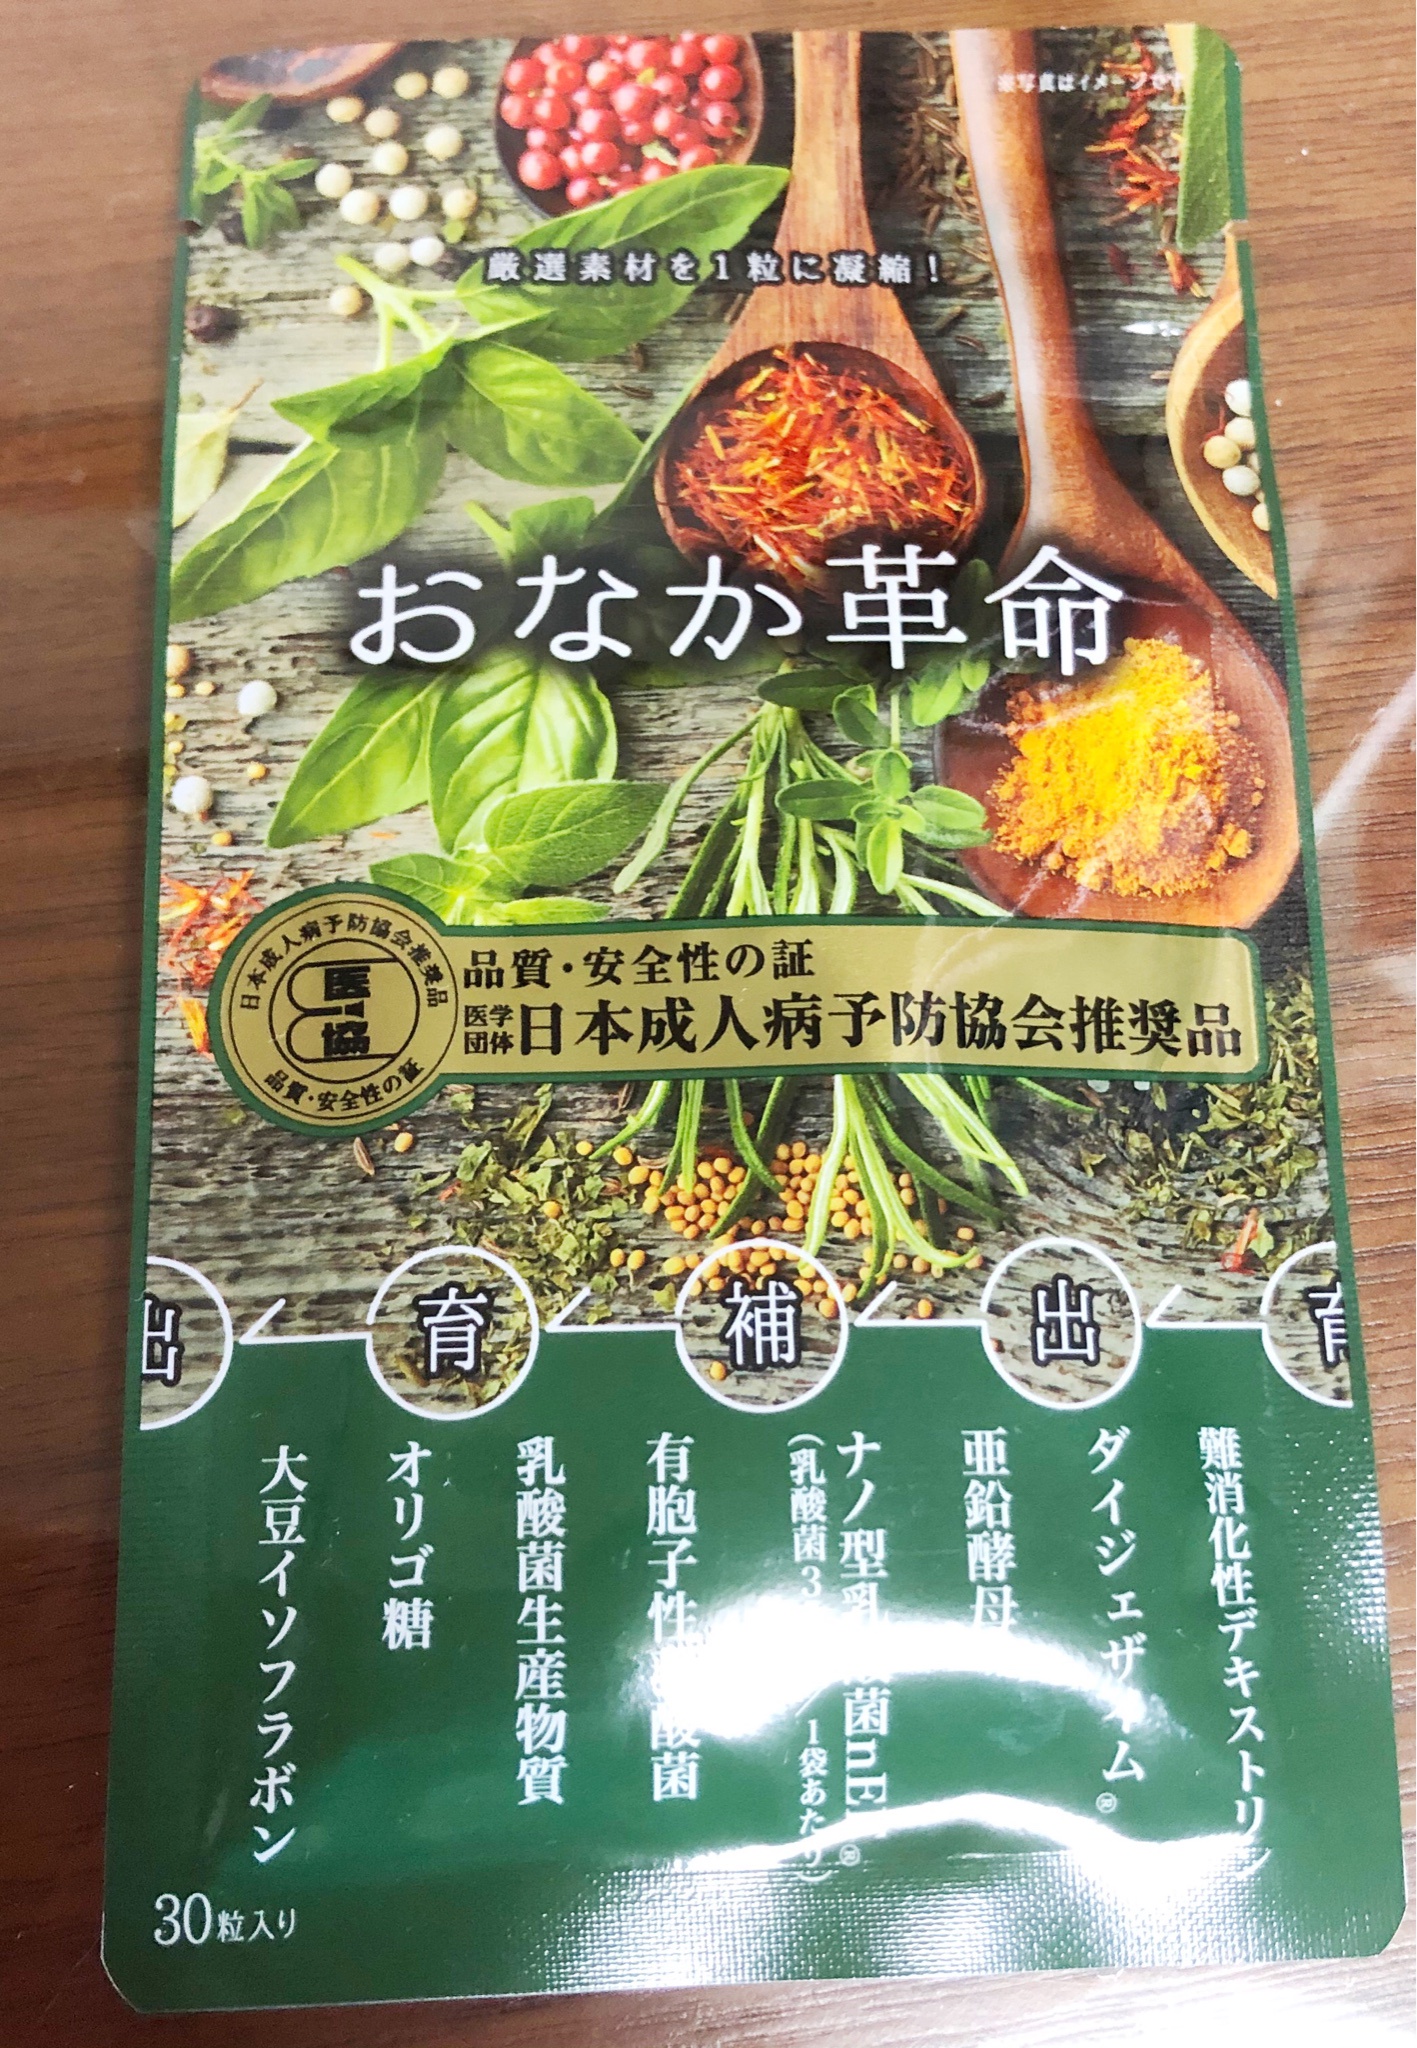 ※写真はイメージです
厳選素材を1粒に凝縮!
おなか革命
日本成人病予防協会推奨品
医
協
品質・安全性の証
品質・安全性の証
医学団体日本成人病予防協会推奨品
出
補
育
難消化性デキストリン
ダイジェザイム®
亜鉛酵母
ナノ型乳酸菌
(乳酸菌
/1袋あたり)
有胞子性乳酸菌
乳酸菌生産物質
オリゴ糖
大豆イソフラボン
30粒入り